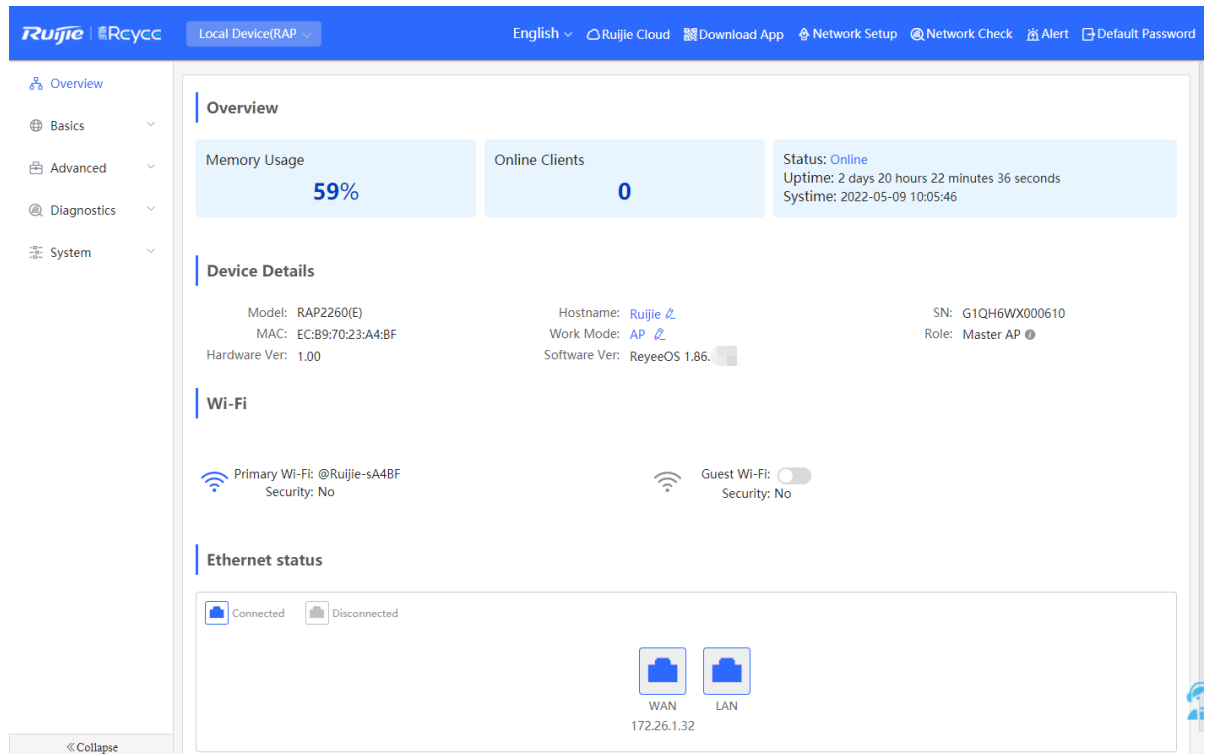 Ruijie | Rcycc Local Device(RAP English Ruijie Cloud Download App Network Setup Network Check Alert Default Password
Overview
Basics
Advanced
Diagnostics
System
Collapse
Overview
Memory Usage
59%
Online Clients
0
Status: Online
Uptime: 2 days 20 hours 22 minutes 36 seconds
Systime: 2022-05-09 10:05:46
Device Details
Model: RAP2260(E) Hostname: Ruijie SN: G1QH6WX000610
MAC: EC:B9:70:23:A4:BF Work Mode: AP Role: Master AP
Hardware Ver: 1.00 Software Ver: ReyeeOS 1.86.
Wi-Fi
Primary Wi-Fi: @Ruijie-sA4BF Guest Wi-Fi:
Security: No Security: No
Ethernet status
Connected Disconnected
WAN LAN
172.26.1.32